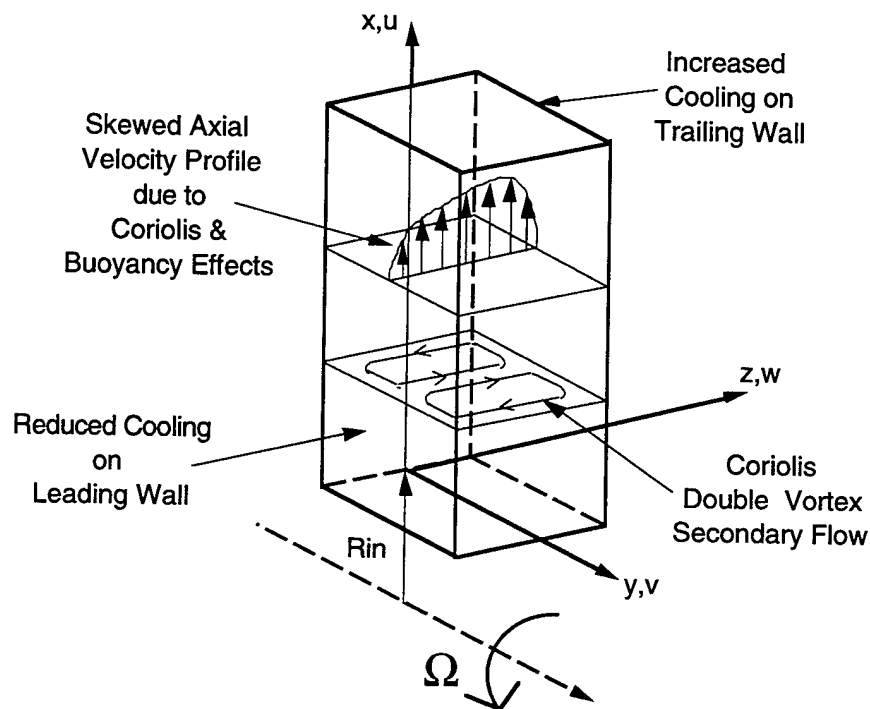 x,u
Increased
Cooling on
Trailing Wall
Skewed Axial
Velocity Profile
due to
Coriolis &
Buoyancy Effects
z,w
Reduced Cooling
on
Leading Wall
Coriolis
Double Vortex
Secondary Flow
Rin
y,v
Ω